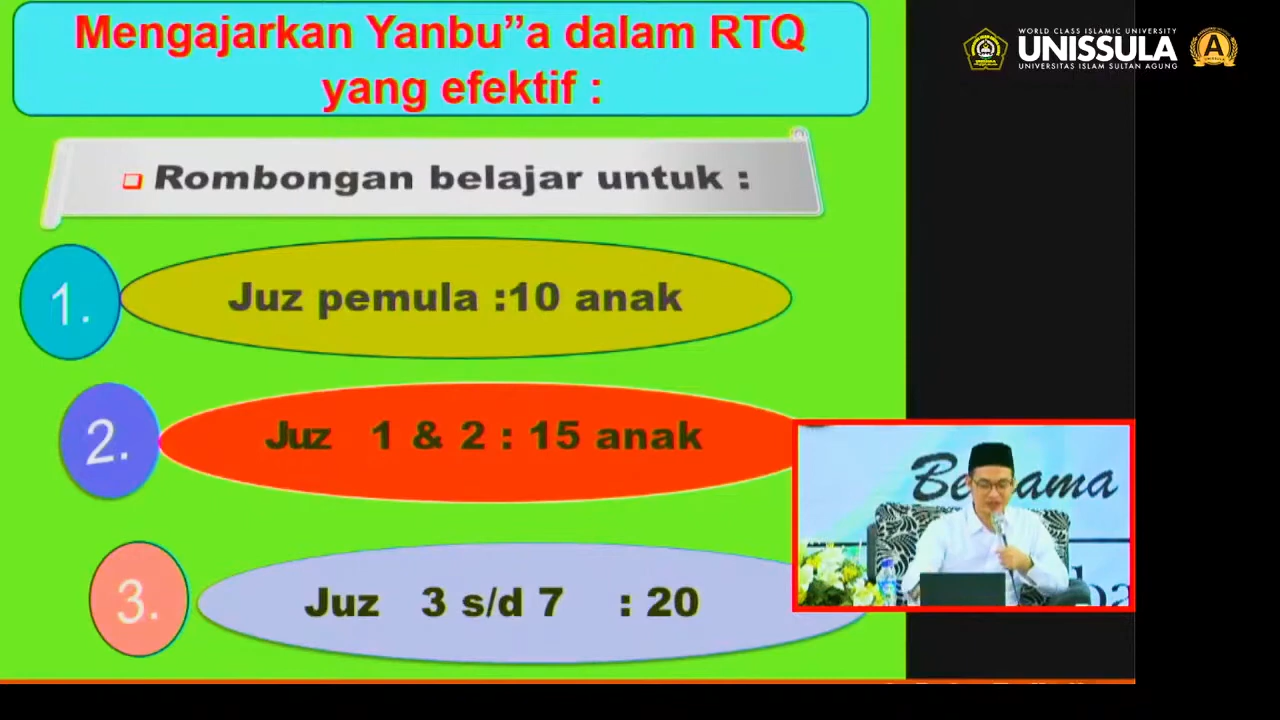 Mengajarkan Yanbu”a dalam RTQ
yang efektif :
WORLD CLASS ISLAMIC UNIVERSITY
UNISSULA
UNIVERSITAS ISLAM SULTAN AGUNG
A
Rombongan belajar untuk :
1.
Juz pemula :10 anak
2.
Juz 1 & 2 : 15 anak
3.
Juz 3 s/d 7 : 20